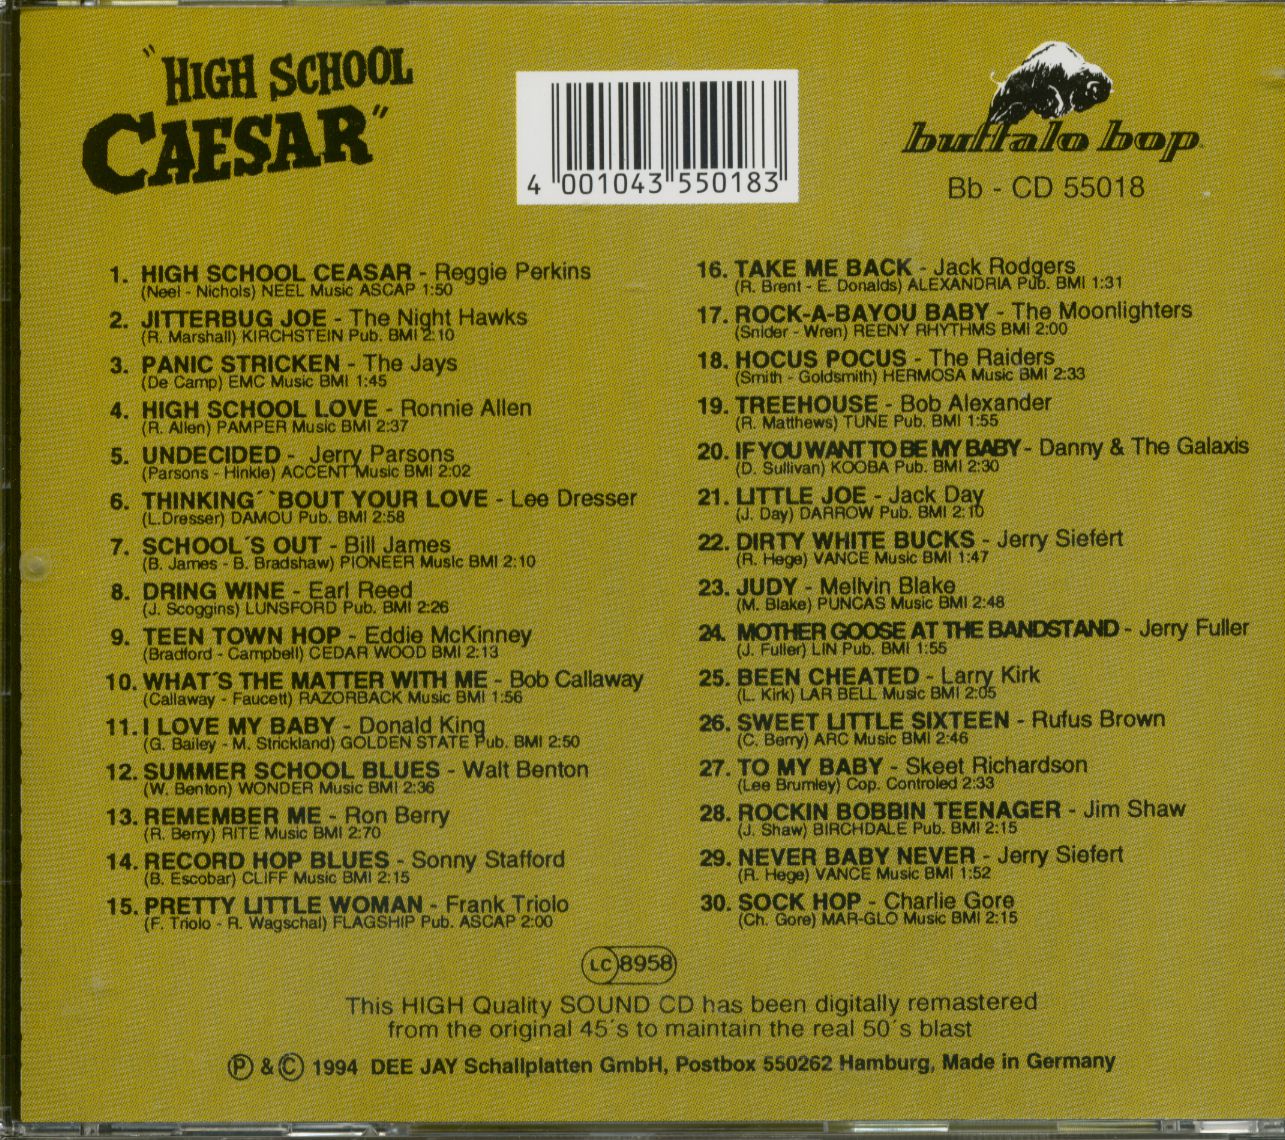 "HIGH SCHOOL
CAESAR"
4 001043 550183
buffalo bop
Bb - CD 55018
1. HIGH SCHOOL CEASAR - Reggie Perkins
(Neel - Nichols) NEEL Music ASCAP 1:50
2. JITTERBUG JOE - The Night Hawks
(R. Marshall) KIRCHSTEIN Pub. BMI 2:10
3. PANIC STRICKEN - The Jays
(De Camp) EMC Music BMI 1:45
4. HIGH SCHOOL LOVE - Ronnie Allen
(R. Allen) PAMPER Music BMI 2:37
5. UNDECIDED - Jerry Parsons
(Parsons - Hinkle) ACCENT Music BMI 2:02
6. THINKING´ `BOUT YOUR LOVE - Lee Dresser
(L.Dresser) DAMOU Pub. BMI 2:58
7. SCHOOL´S OUT - Bill James
(B. James - B. Bradshaw) PIONEER Music BMI 2:10
8. DRING WINE - Earl Reed
(J. Scoggins) LUNSFORD Pub. BMI 2:26
9. TEEN TOWN HOP - Eddie McKinney
(Bradford - Campbell) CEDAR WOOD BMI 2:13
10. WHAT´S THE MATTER WITH ME - Bob Callaway
(Callaway - Faucett) RAZORBACK Music BMI 1:56
11. I LOVE MY BABY - Donald King
(G. Bailey - M. Strickland) GOLDEN STATE Pub. BMI 2:50
12. SUMMER SCHOOL BLUES - Walt Benton
(W. Benton) WONDER Music BMI 2:36
13. REMEMBER ME - Ron Berry
(R. Berry) RITE Music BMI 2:70
14. RECORD HOP BLUES - Sonny Stafford
(B. Escobar) CLIFF Music BMI 2:15
15. PRETTY LITTLE WOMAN - Frank Triolo
(F. Triolo - R. Wagschal) FLAGSHIP Pub. ASCAP 2:00
16. TAKE ME BACK - Jack Rodgers
(R. Brent - E. Donalds) ALEXANDRIA Pub. BMI 1:31
17. ROCK-A-BAYOU BABY - The Moonlighters
(Snider - Wren) REENY RHYTHMS BMI 2:00
18. HOCUS POCUS - The Raiders
(Smith - Goldsmith) HERMOSA Music BMI 2:33
19. TREEHOUSE - Bob Alexander
(R. Matthews) TUNE Pub. BMI 1:55
20. IF YOU WANT TO BE MY BABY - Danny & The Galaxis
(D. Sullivan) KOOBA Pub. BMI 2:30
21. LITTLE JOE - Jack Day
(J. Day) DARROW Pub. BMI 2:10
22. DIRTY WHITE BUCKS - Jerry Siefert
(R. Hege) VANCE Music BMI 1:47
23. JUDY - Mellvin Blake
(M. Blake) PUNCAS Music BMI 2:48
24. MOTHER GOOSE AT THE BANDSTAND - Jerry Fuller
(J. Fuller) LIN Pub. BMI 1:55
25. BEEN CHEATED - Larry Kirk
(L. Kirk) LAR BELL Music BMI 2:05
26. SWEET LITTLE SIXTEEN - Rufus Brown
(C. Berry) ARC Music BMI 2:46
27. TO MY BABY - Skeet Richardson
(Lee Brumley) Cop. Controled 2:33
28. ROCKIN BOBBIN TEENAGER - Jim Shaw
(J. Shaw) BIRCHDALE Pub. BMI 2:15
29. NEVER BABY NEVER - Jerry Siefert
(R. Hege) VANCE Music BMI 1:52
30. SOCK HOP - Charlie Gore
(Ch. Gore) MAR-GLO Music BMI 2:15
LC 8958
This HIGH Quality SOUND CD has been digitally remastered
from the original 45´s to maintain the real 50´s blast
Ⓟ & © 1994 DEE JAY Schallplatten GmbH, Postbox 550262 Hamburg, Made in Germany